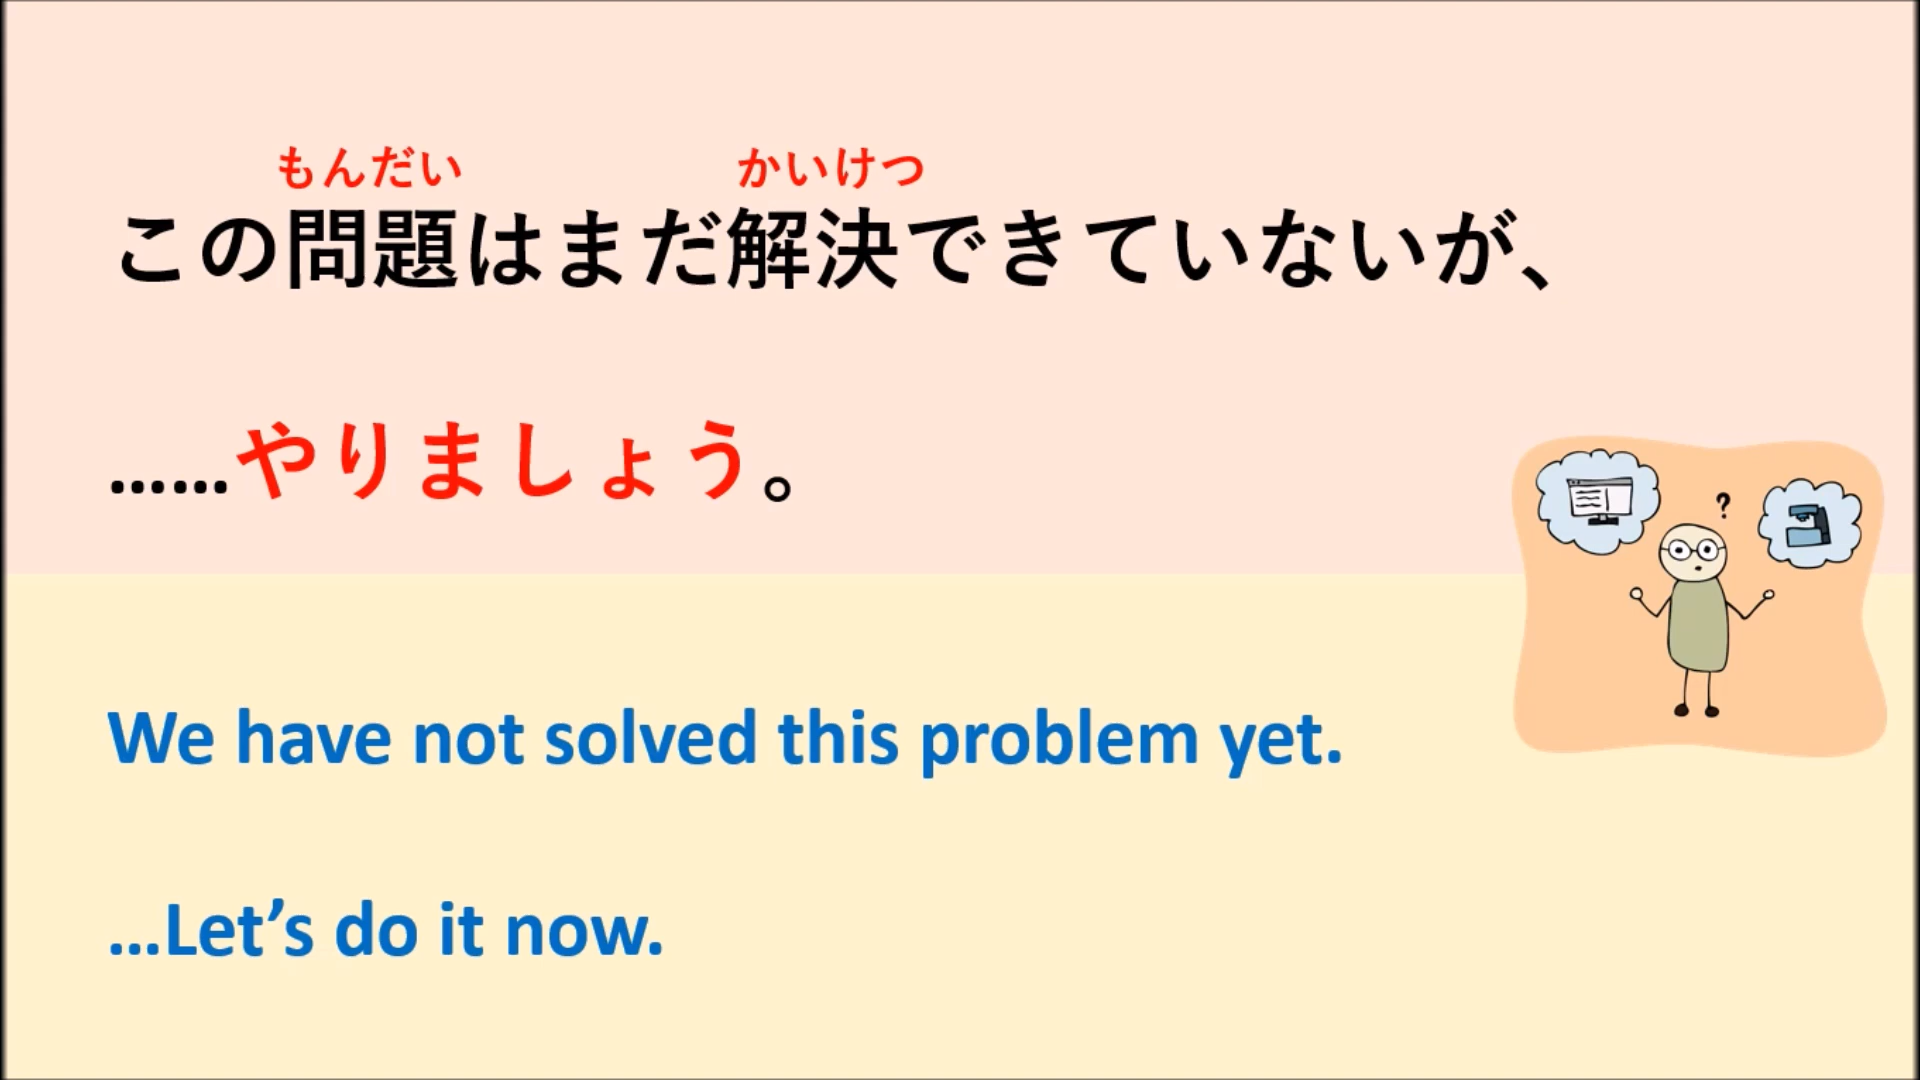 もんだい かいけつ
この問題はまだ解決できていないが、
……やりましょう。
?
We have not solved this problem yet.
…Let’s do it now.